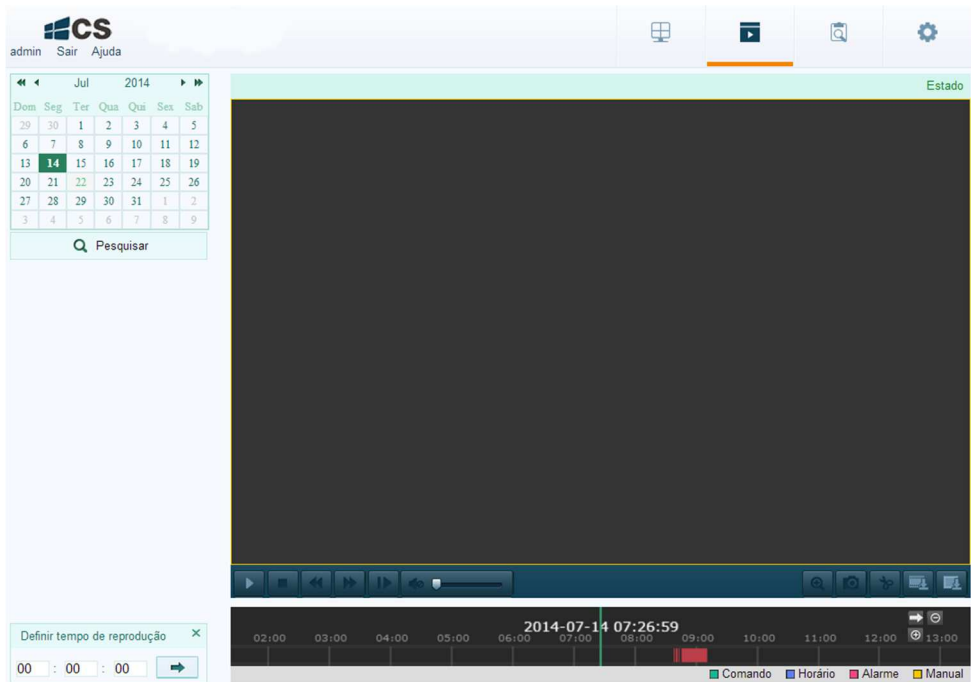 CS
admin Sair Ajuda
Jul 2014
Dom Seg Ter Qua Qui Sex Sab
29 30 1 2 3 4 5
6 7 8 9 10 11 12
13 14 15 16 17 18 19
20 21 22 23 24 25 26
27 28 29 30 31 1 2
3 4 5 6 7 8 9
Pesquisar
Estado
Definir tempo de reprodução
00 : 00 : 00
2014-07-14 07:26:59
02:00 03:00 04:00 05:00 06:00 07:00 08:00 09:00 10:00 11:00 12:00 13:00
Comando Horário Alarme Manual